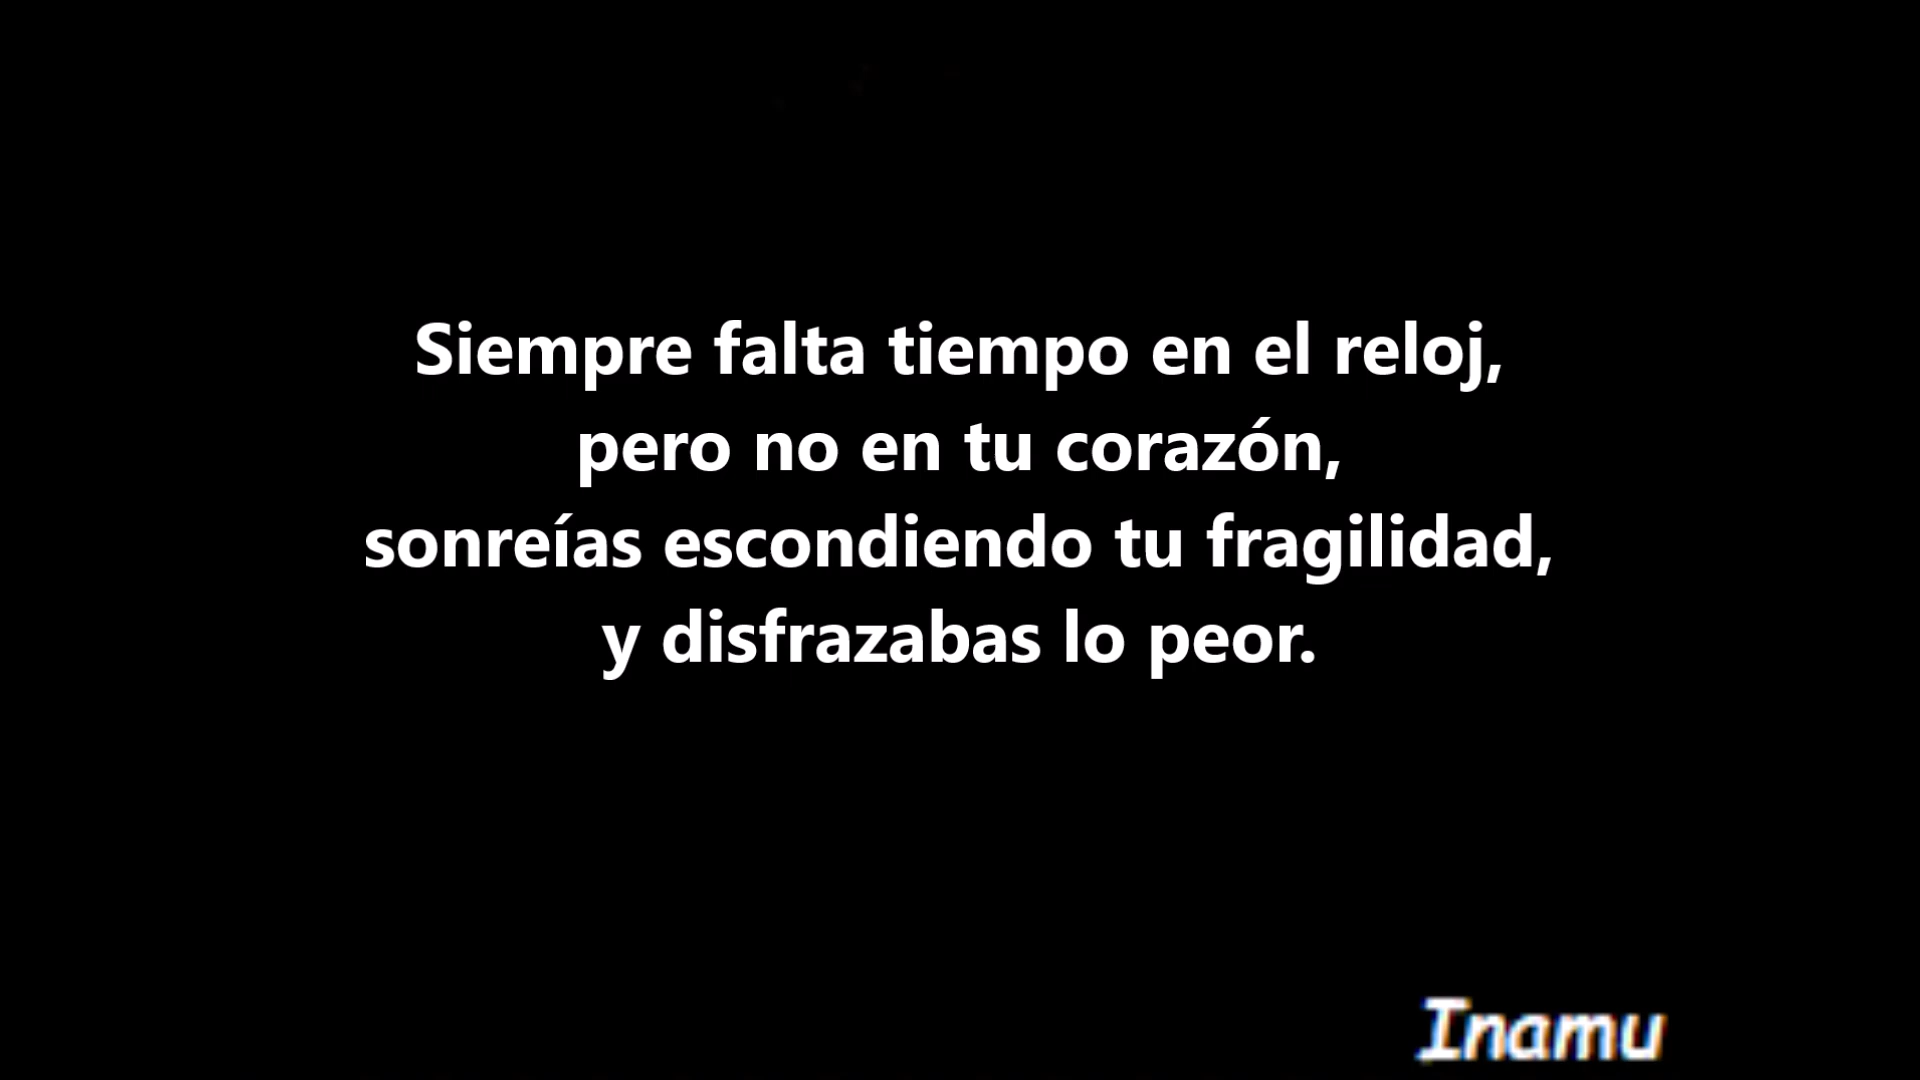 Siempre falta tiempo en el reloj,
pero no en tu corazón,
sonreías escondiendo tu fragilidad,
y disfrazabas lo peor.
Inamu